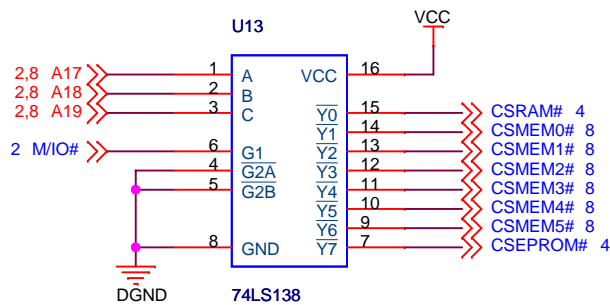 U13
VCC
2,8 A17 1 A VCC 16
2,8 A18 2 B
2,8 A19 3 C Y0 15 CSRAM# 4
Y1 14 CSMEM0# 8
2 M/IO# 6 G1 Y2 13 CSMEM1# 8
4 G2A Y3 12 CSMEM2# 8
5 G2B Y4 11 CSMEM3# 8
Y5 10 CSMEM4# 8
Y6 9 CSMEM5# 8
8 GND Y7 7 CSEPROM# 4
DGND
74LS138